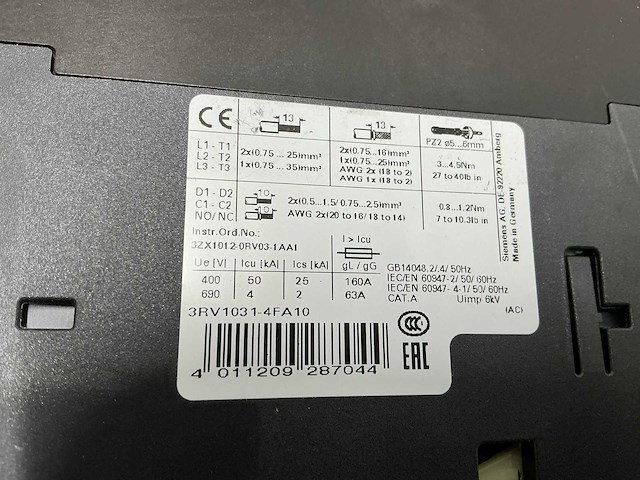 CE
13
13
PZ2 ø5...6mm
L1 - T1
L2 - T2
L3 - T3
2x(0.75 ... 25)mm²
1x(0.75 ... 35)mm²
2x(0.75...16)mm²
1x(0.75...25)mm²
AWG 2x (18 to 2)
AWG 1x (18 to 2)
3...4.5Nm
27 to 40lb in
D1 - D2
C1 - C2
NO/NC
10
10
2x(0.5...1.5/ 0.75...2.5)mm²
AWG 2x(20 to 16/ 18 to 14)
0.8...1.2Nm
7 to 10.3lb in
Siemens AG, DE-92220 Amberg
Made in Germany
Instr.Ord.No.:
3ZX1012-0RV03-1AA1
I > Icu
Ue [V] Icu [kA] Ics [kA] gL / gG
400 50 25 160A
690 4 2 63A
GB14048.2/.4/ 50Hz
IEC/EN 60947-2/ 50/ 60Hz
IEC/EN 60947- 4-1/ 50/ 60Hz
CAT.A Uimp 6kV
(AC)
3RV1031-4FA10
CCC
EAC
4 011209 287044